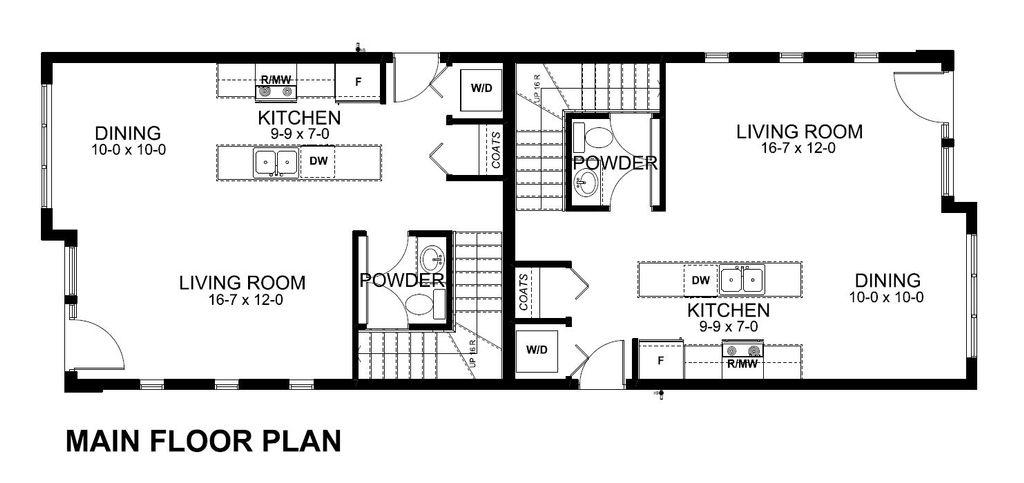 R/MW
F
W/D
KITCHEN
9-9 x 7-0
DINING
10-0 x 10-0
DW
COATS
LIVING ROOM
16-7 x 12-0
POWDER
UP 16 R
UP 16 R
POWDER
LIVING ROOM
16-7 x 12-0
COATS
DW
DINING
10-0 x 10-0
KITCHEN
9-9 x 7-0
W/D
F
R/MW
MAIN FLOOR PLAN